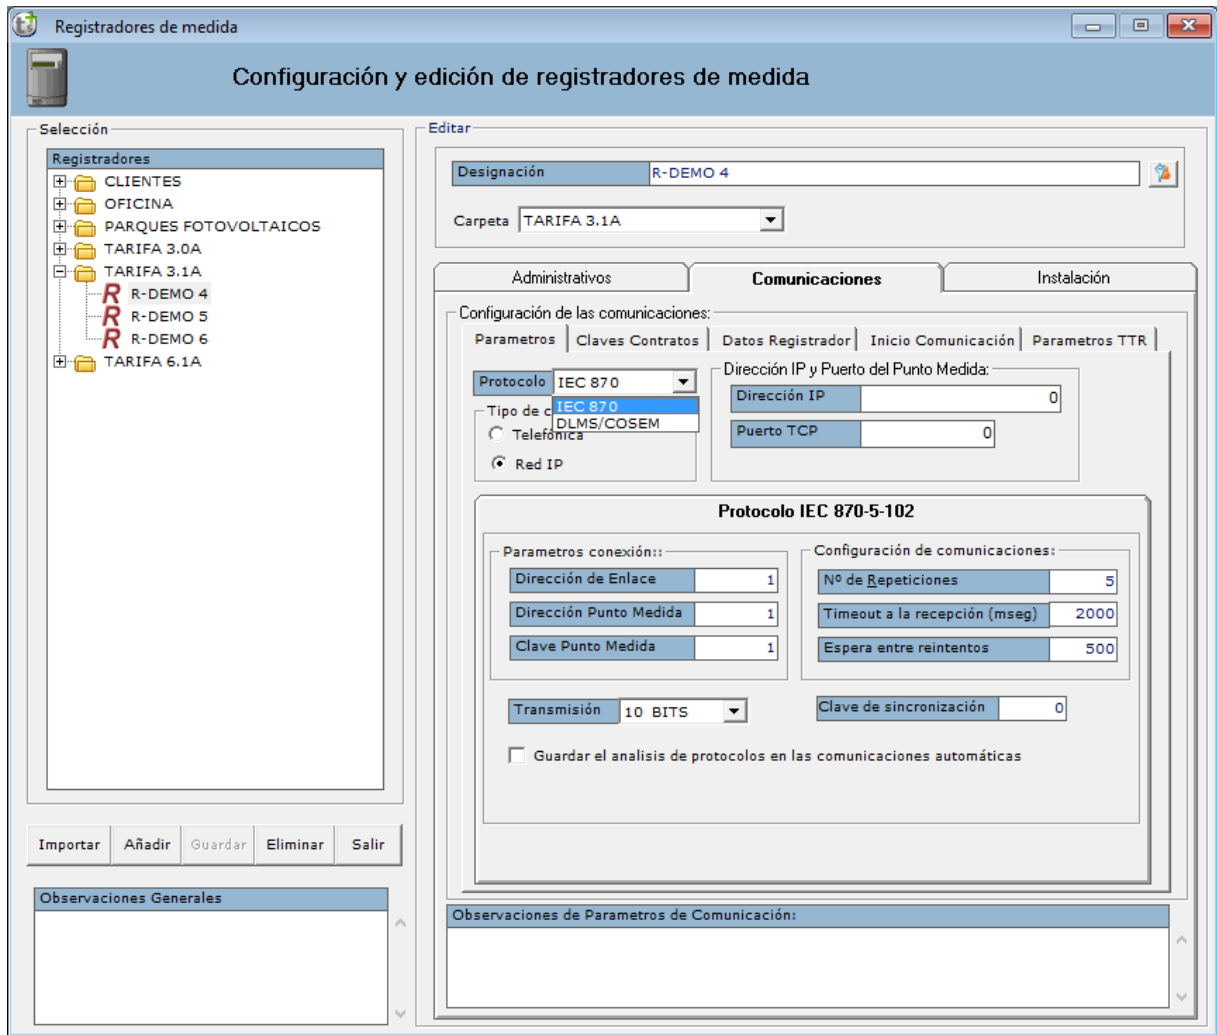 Registradores de medida
Configuración y edición de registradores de medida
Selección
Registradores
CLIENTES
OFICINA
PARQUES FOTOVOLTAICOS
TARIFA 3.0A
TARIFA 3.1A
R R-DEMO 4
R R-DEMO 5
R R-DEMO 6
TARIFA 6.1A
Importar Añadir Guardar Eliminar Salir
Observaciones Generales
Editar
Designación R-DEMO 4
Carpeta TARIFA 3.1A
Administrativos Comunicaciones Instalación
Configuración de las comunicaciones:
Parametros Claves Contratos Datos Registrador Inicio Comunicación Parametros TTR
Protocolo IEC 870
IEC 870
DLMS/COSEM
Tipo de c
Telefónica
Red IP
Dirección IP y Puerto del Punto Medida:
Dirección IP 0
Puerto TCP 0
Protocolo IEC 870-5-102
Parametros conexión::
Dirección de Enlace 1
Dirección Punto Medida 1
Clave Punto Medida 1
Configuración de comunicaciones:
Nº de Repeticiones 5
Timeout a la recepción (mseg) 2000
Espera entre reintentos 500
Transmisión 10 BITS
Clave de sincronización 0
Guardar el analisis de protocolos en las comunicaciones automáticas
Observaciones de Parametros de Comunicación: